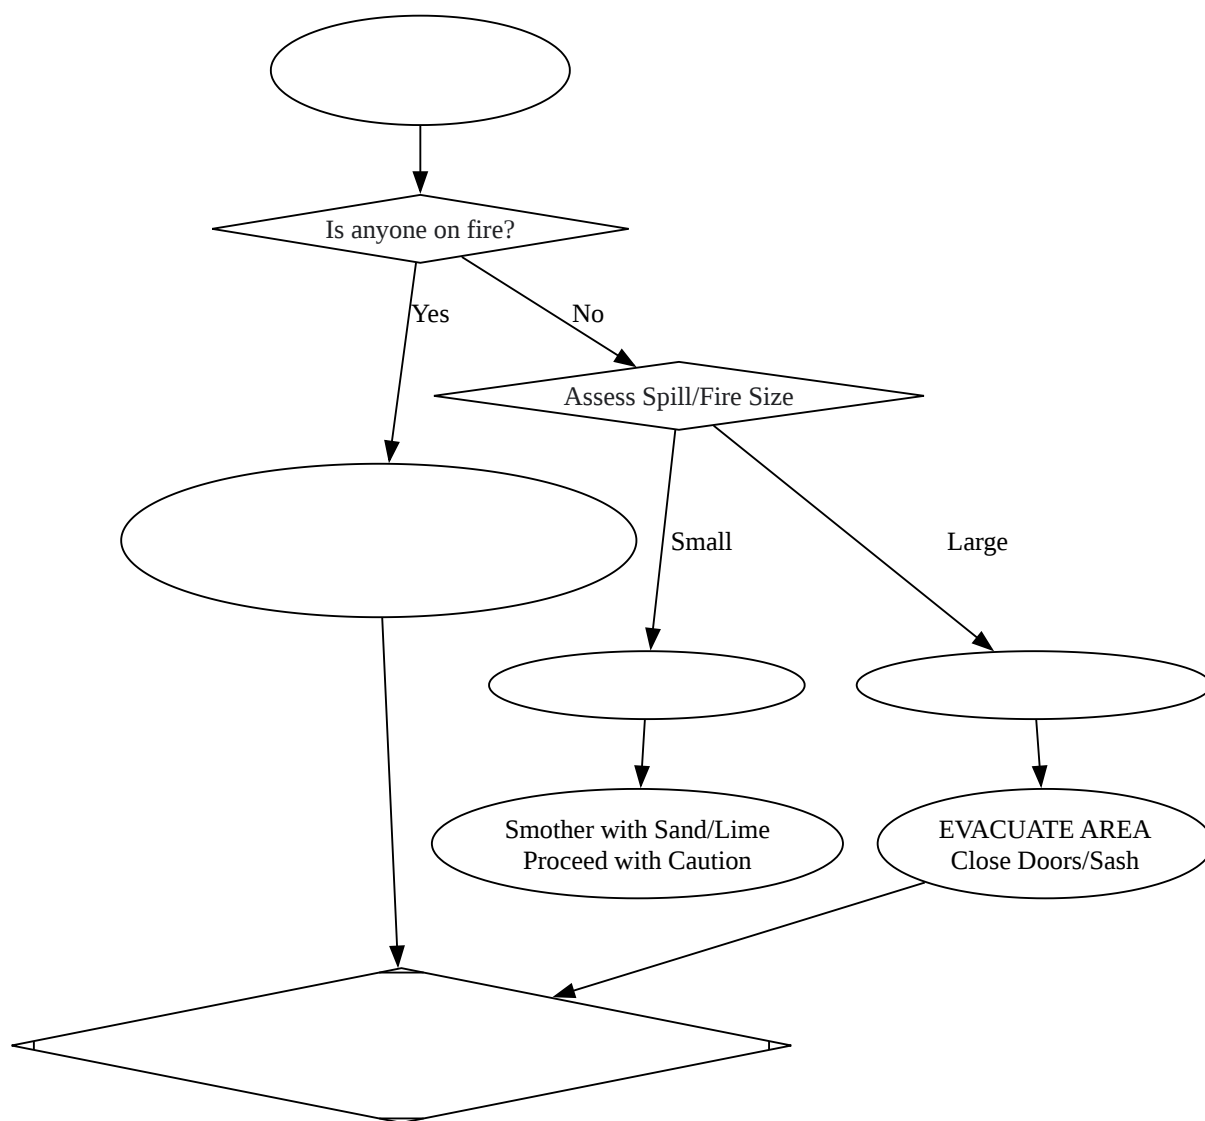 Is anyone on fire?
Yes
No
Assess Spill/Fire Size
Small
Large
Smother with Sand/Lime
Proceed with Caution
EVACUATE AREA
Close Doors/Sash